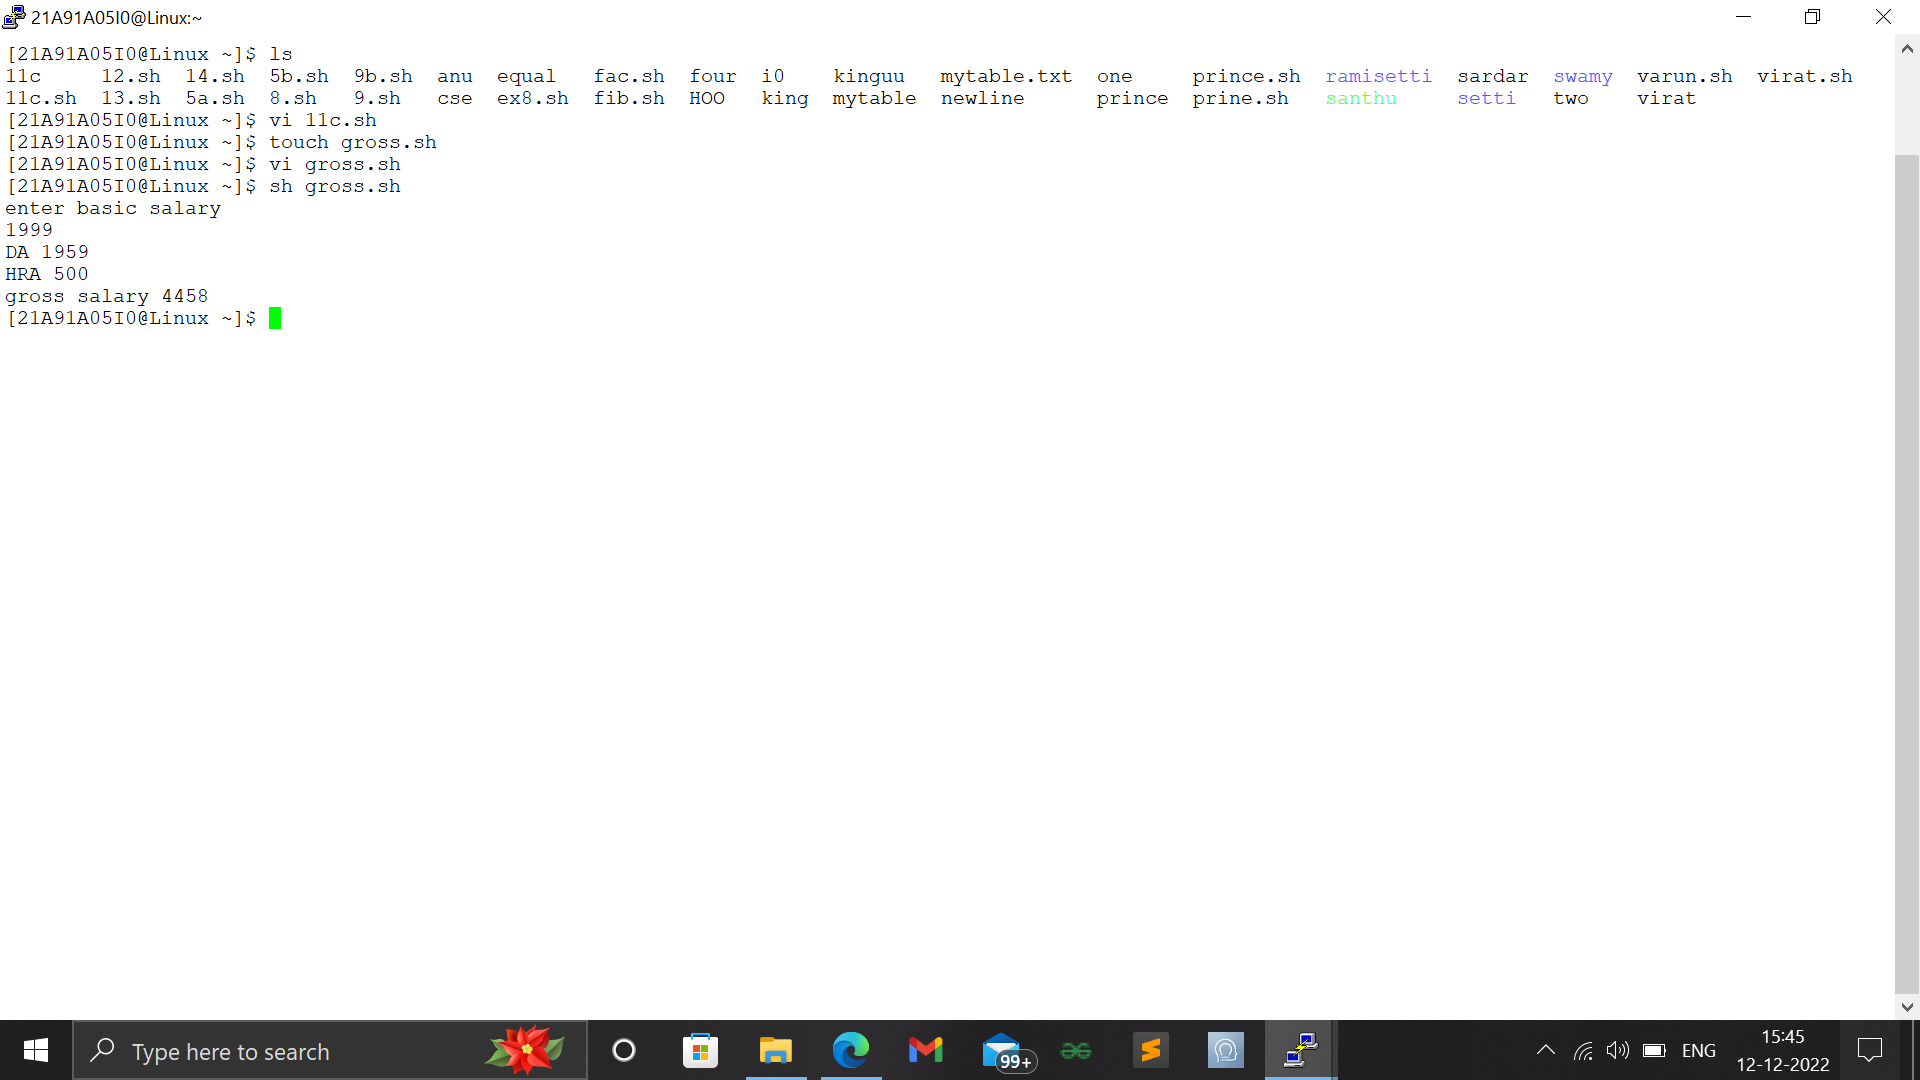 21A91A05I0@Linux:~
[21A91A05I0@Linux ~]$ ls
11c     12.sh  14.sh  5b.sh  9b.sh  anu  equal   fac.sh  four  i0    kinguu   mytable.txt  one     prince.sh  ramisetti  sardar  swamy  varun.sh  virat.sh
11c.sh  13.sh  5a.sh  8.sh   9.sh   cse  ex8.sh  fib.sh  HOO   king  mytable  newline      prince  prine.sh   santhu     setti   two    virat
[21A91A05I0@Linux ~]$ vi 11c.sh
[21A91A05I0@Linux ~]$ touch gross.sh
[21A91A05I0@Linux ~]$ vi gross.sh
[21A91A05I0@Linux ~]$ sh gross.sh
enter basic salary
1999
DA 1959
HRA 500
gross salary 4458
[21A91A05I0@Linux ~]$
Type here to search
99+
ENG
15:45
12-12-2022